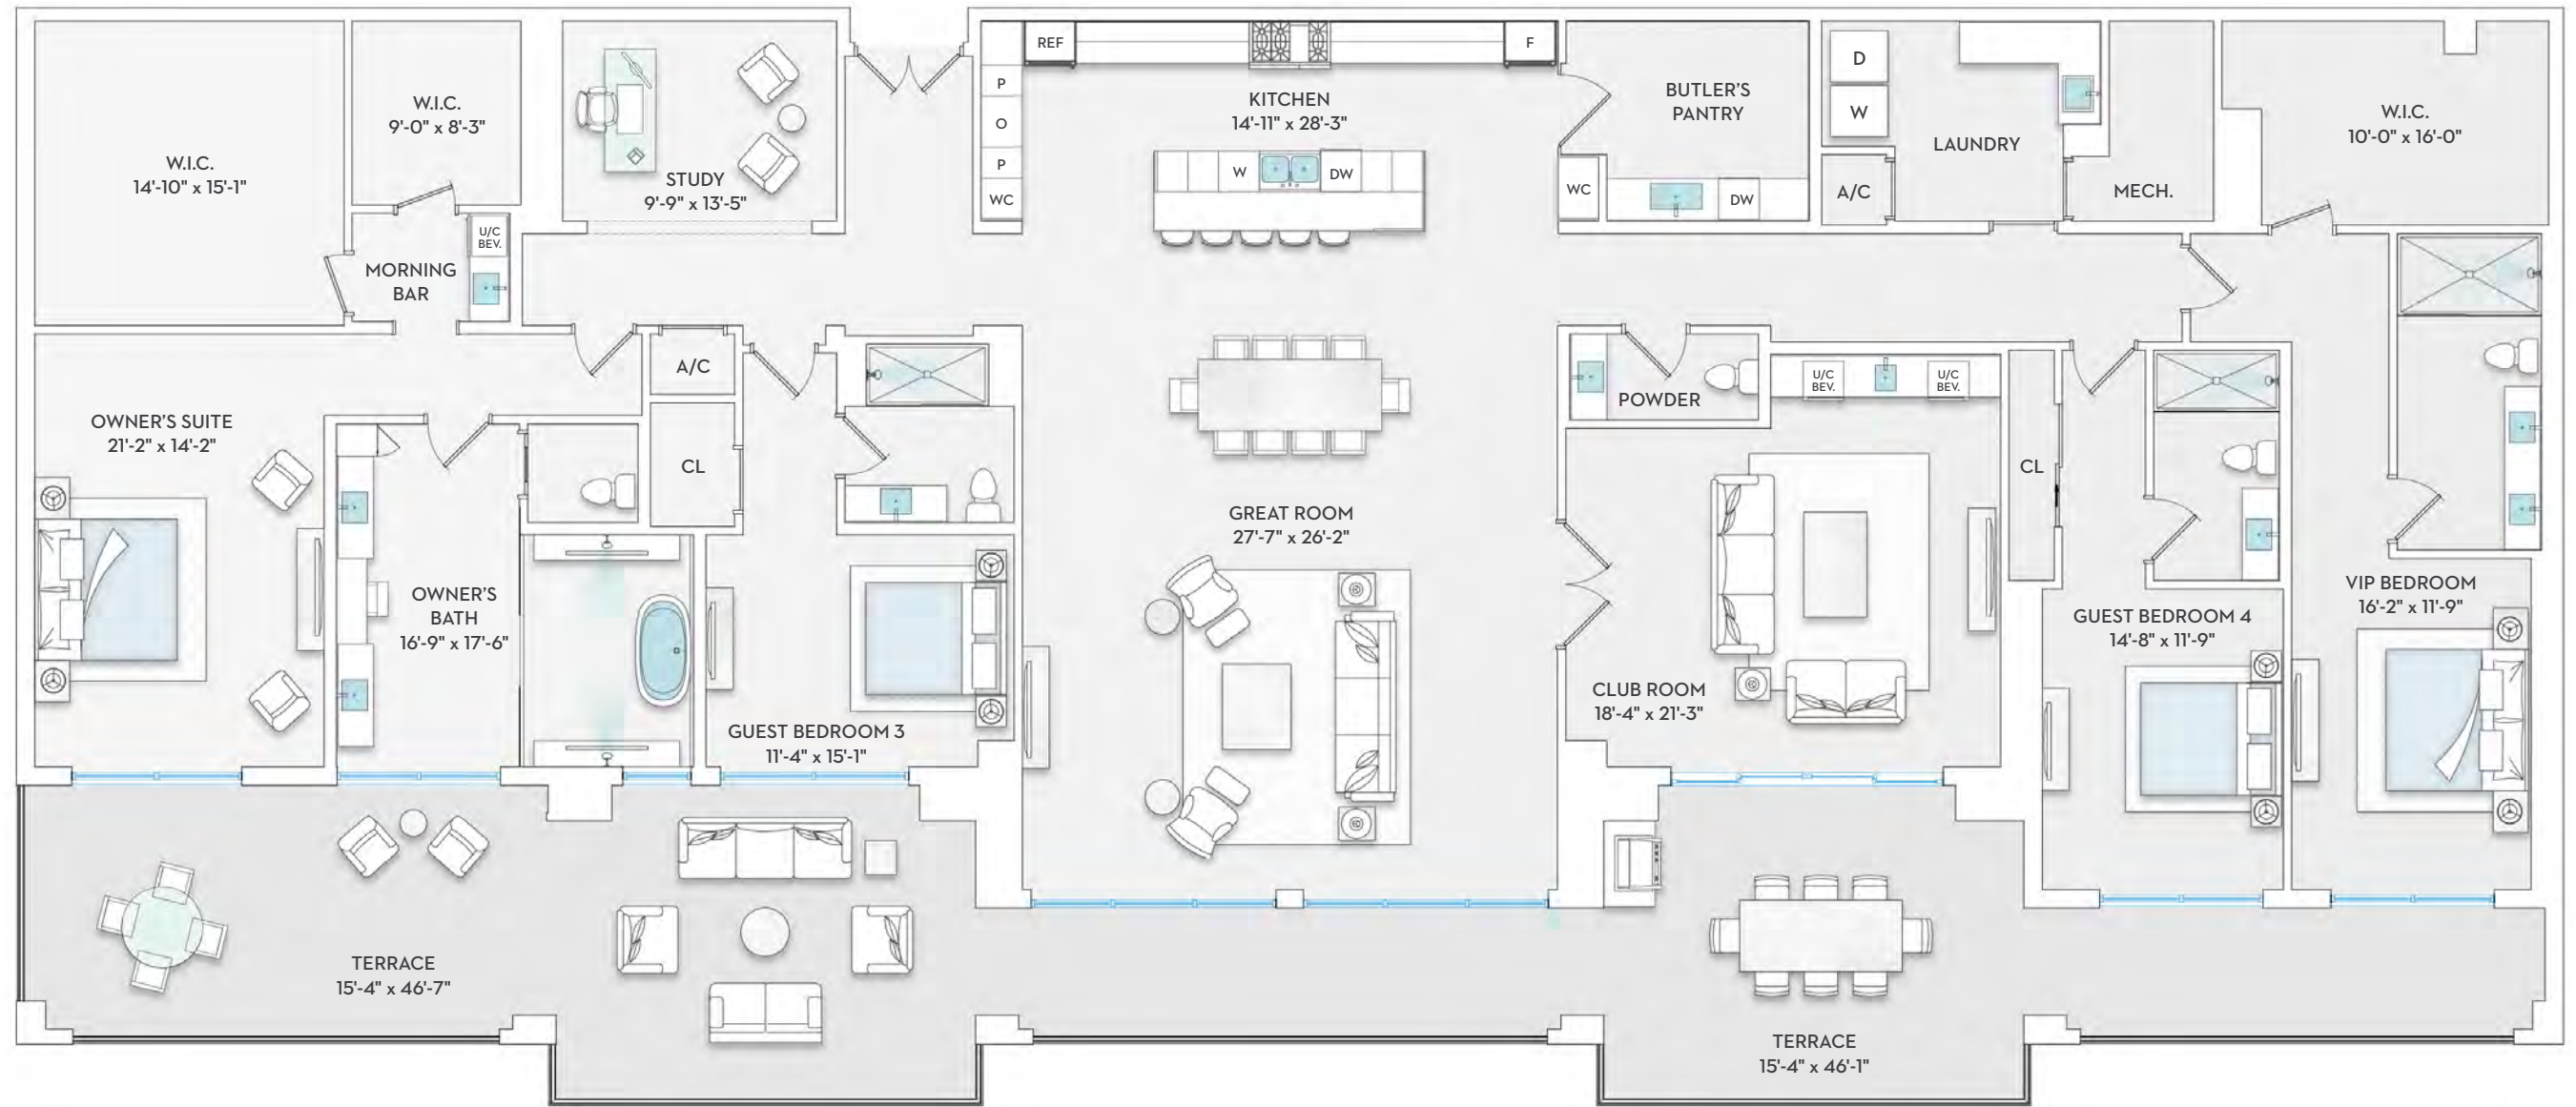 W.I.C.
14'-10" x 15'-1"
W.I.C.
9'-0" x 8'-3"
U/C
BEV.
MORNING
BAR
STUDY
9'-9" x 13'-5"
REF
F
P
O
P
WC
KITCHEN
14'-11" x 28'-3"
W
DW
BUTLER'S
PANTRY
WC
DW
D
W
A/C
LAUNDRY
MECH.
W.I.C.
10'-0" x 16'-0"
OWNER'S SUITE
21'-2" x 14'-2"
A/C
CL
OWNER'S
BATH
16'-9" x 17'-6"
GUEST BEDROOM 3
11'-4" x 15'-1"
GREAT ROOM
27'-7" x 26'-2"
POWDER
U/C
BEV.
U/C
BEV.
CL
CLUB ROOM
18'-4" x 21'-3"
GUEST BEDROOM 4
14'-8" x 11'-9"
VIP BEDROOM
16'-2" x 11'-9"
TERRACE
15'-4" x 46'-7"
TERRACE
15'-4" x 46'-1"